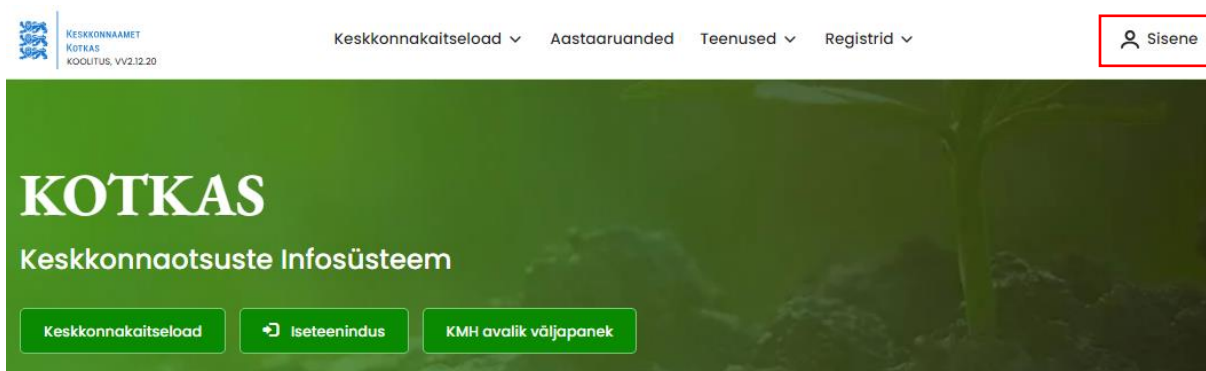 KESKKONNAAMET
KOTKAS
KOOLITUS, VV2.12.20
Keskkonnakaitseload Aastaaruanded Teenused Registrid
Sisene
KOTKAS
Keskkonnaotsuste Infosüsteem
Keskkonnakaitseload Iseteenindus KMH avalik väljapanek